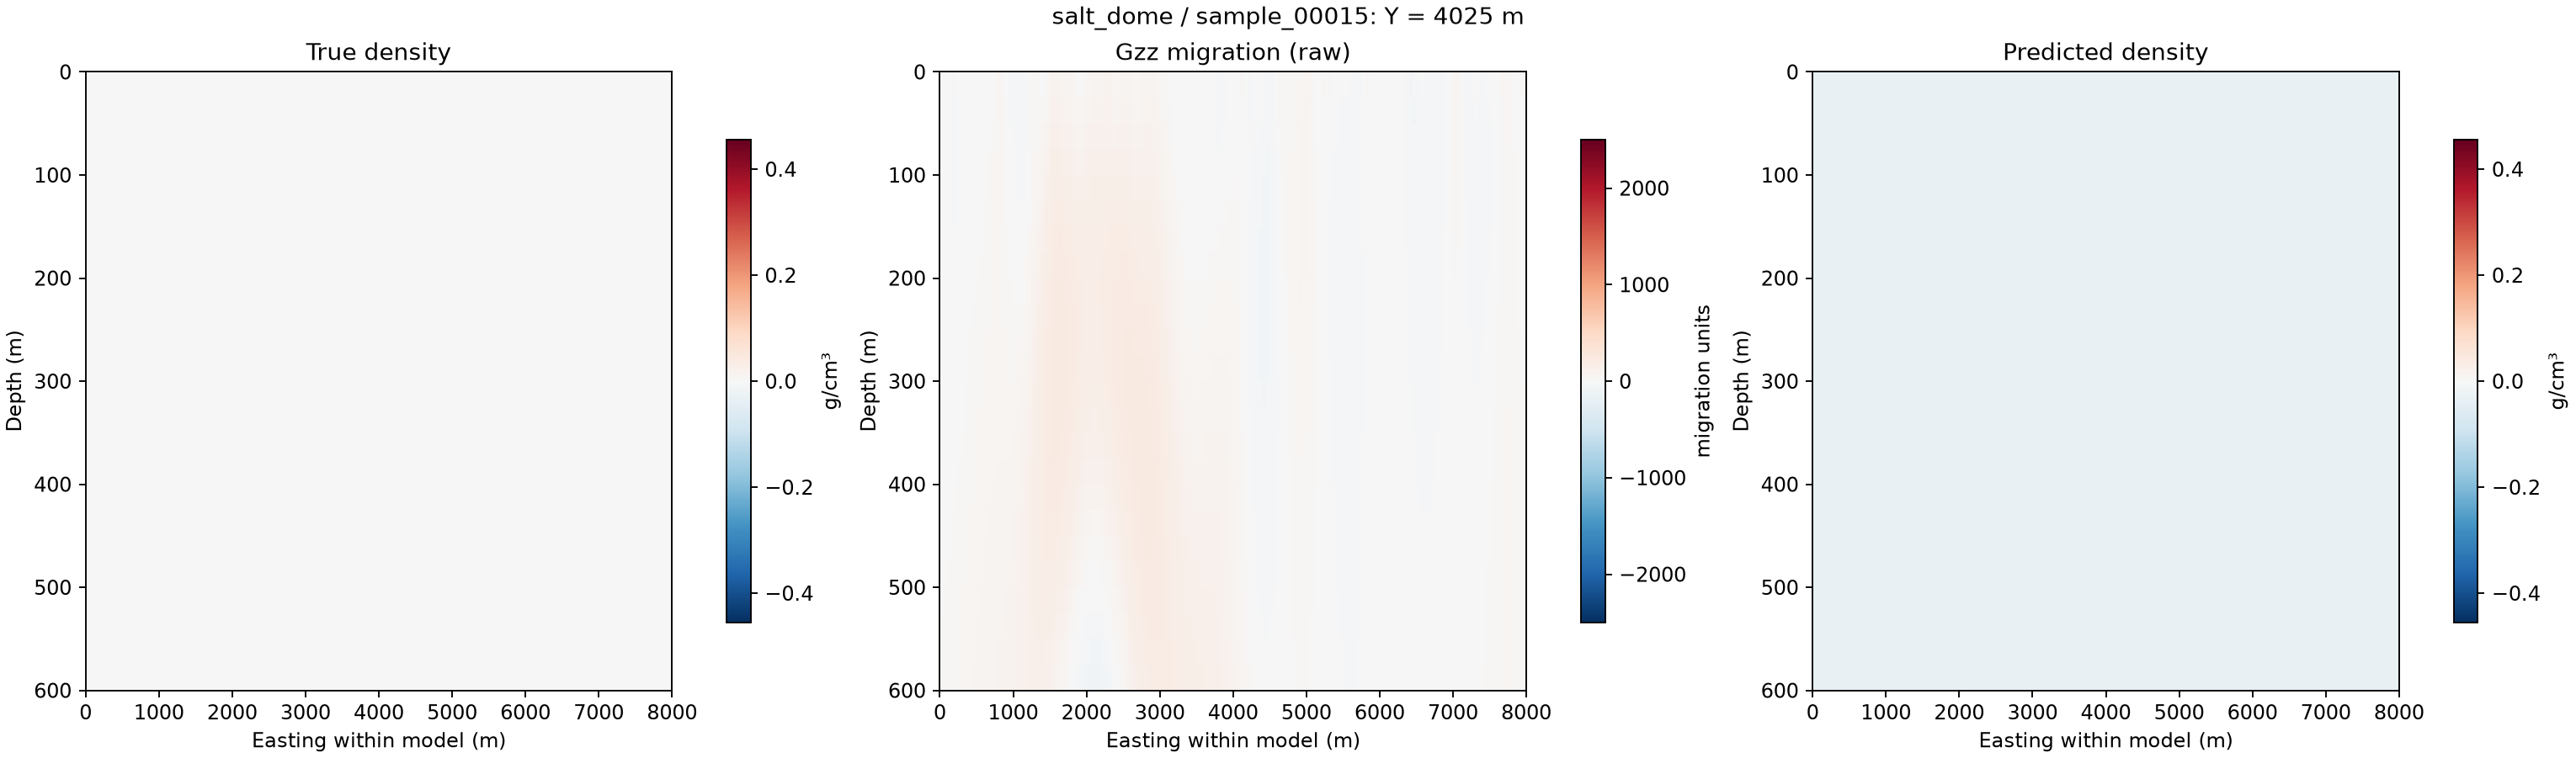 salt_dome / sample_00015: Y = 4025 m
True density
0
100
200
300
400
500
600
Depth (m)
0 1000 2000 3000 4000 5000 6000 7000 8000
Easting within model (m)
0.4
0.2
0.0
−0.2
−0.4
g/cm³
Gzz migration (raw)
0
100
200
300
400
500
600
Depth (m)
0 1000 2000 3000 4000 5000 6000 7000 8000
Easting within model (m)
2000
1000
0
−1000
−2000
migration units
Predicted density
0
100
200
300
400
500
600
Depth (m)
0 1000 2000 3000 4000 5000 6000 7000 8000
Easting within model (m)
0.4
0.2
0.0
−0.2
−0.4
g/cm³